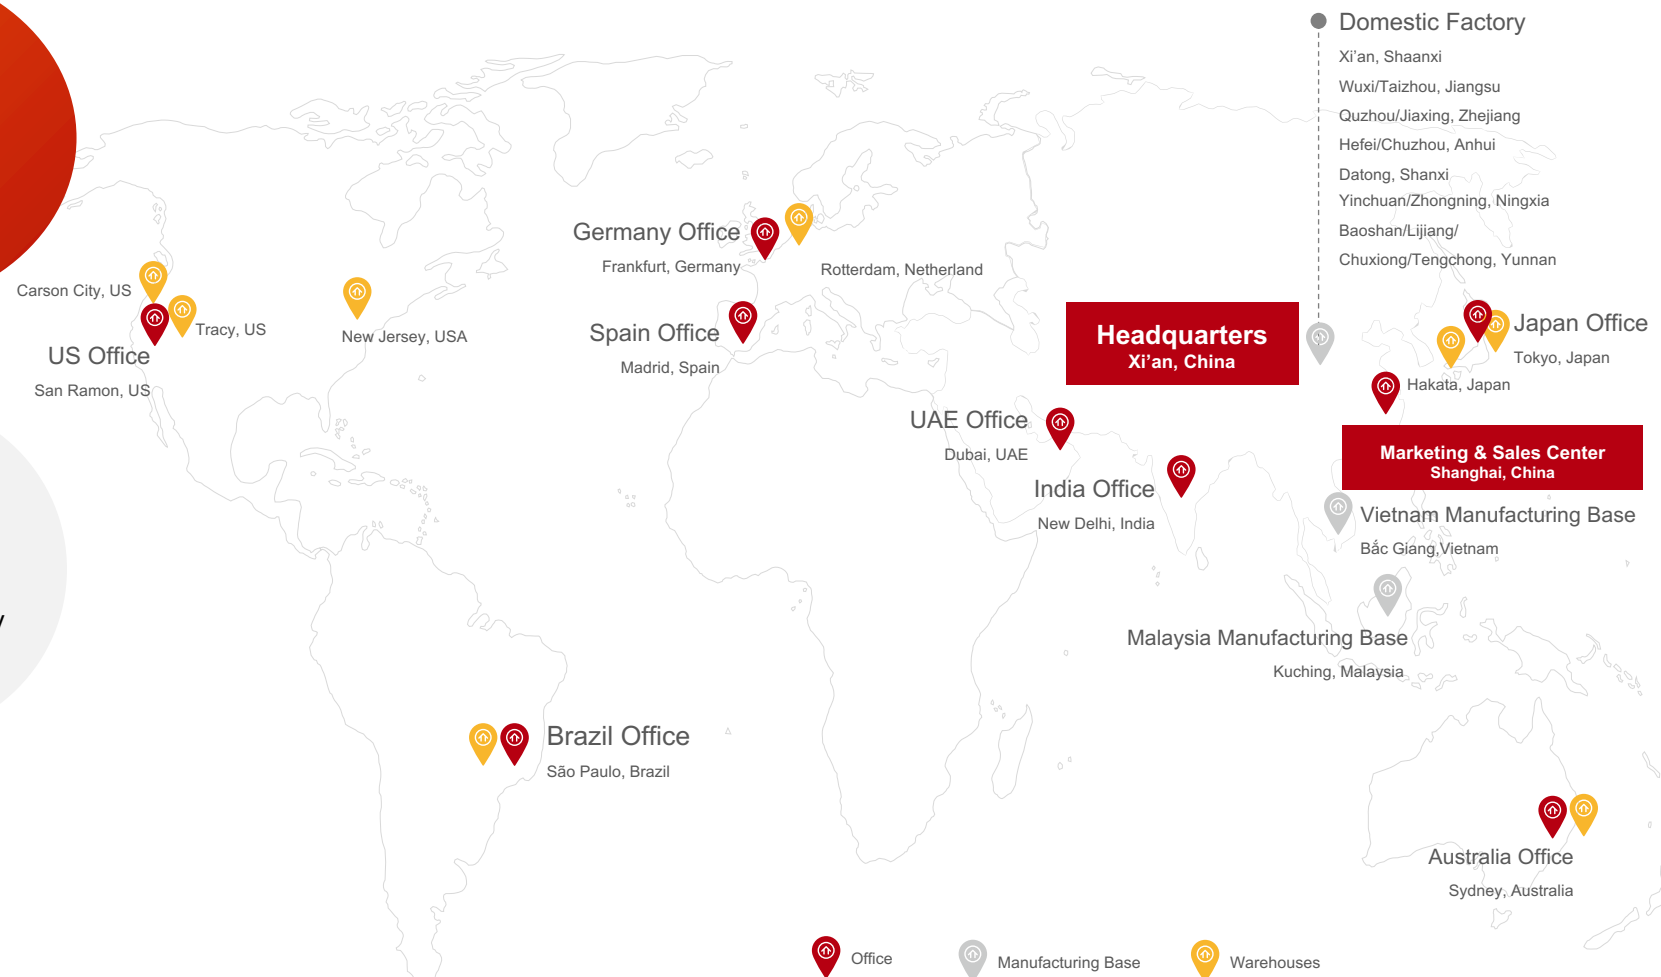 Domestic Factory
Xi'an, Shaanxi
Wuxi/Taizhou, Jiangsu
Quzhou/Jiaxing, Zhejiang
Hefei/Chuzhou, Anhui
Datong, Shanxi
Yinchuan/Zhongning, Ningxia
Baoshan/Lijiang/
Chuxiong/Tengchong, Yunnan
Germany Office
Frankfurt, Germany
Rotterdam, Netherland
Carson City, US
Tracy, US
US Office
San Ramon, US
New Jersey, USA
Spain Office
Madrid, Spain
Headquarters
Xi'an, China
Japan Office
Tokyo, Japan
Hakata, Japan
UAE Office
Dubai, UAE
Marketing & Sales Center
Shanghai, China
India Office
New Delhi, India
Vietnam Manufacturing Base
Bắc Giang,Vietnam
Malaysia Manufacturing Base
Kuching, Malaysia
Brazil Office
São Paulo, Brazil
Australia Office
Sydney, Australia
Office
Manufacturing Base
Warehouses